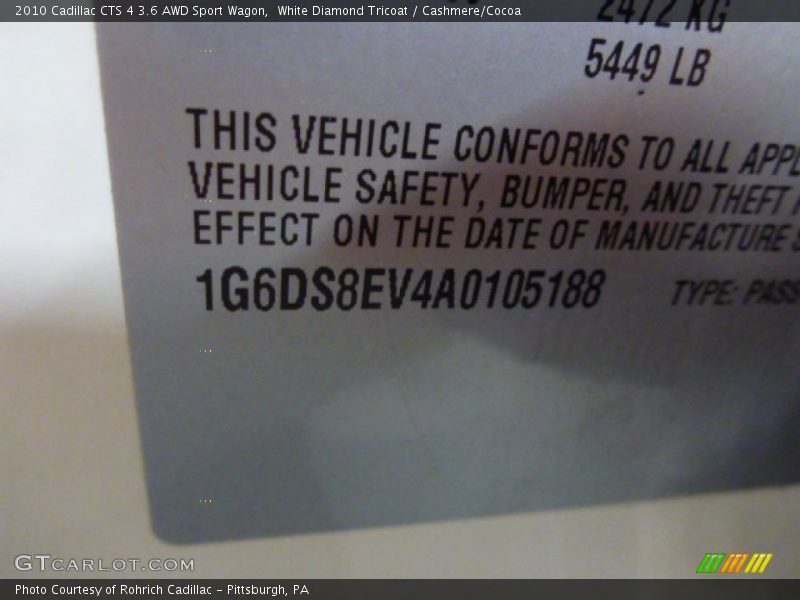 2010 Cadillac CTS 4 3.6 AWD Sport Wagon, White Diamond Tricoat / Cashmere/Cocoa
2472 KG
5449 LB
THIS VEHICLE CONFORMS TO ALL
VEHICLE SAFETY, BUMPER, AND THEFT
EFFECT ON THE DATE OF MANUFACTURE
1G6DS8EV4A0105188 TYPE: PASS
GTCARLOT.COM
Photo Courtesy of Rohrich Cadillac - Pittsburgh, PA